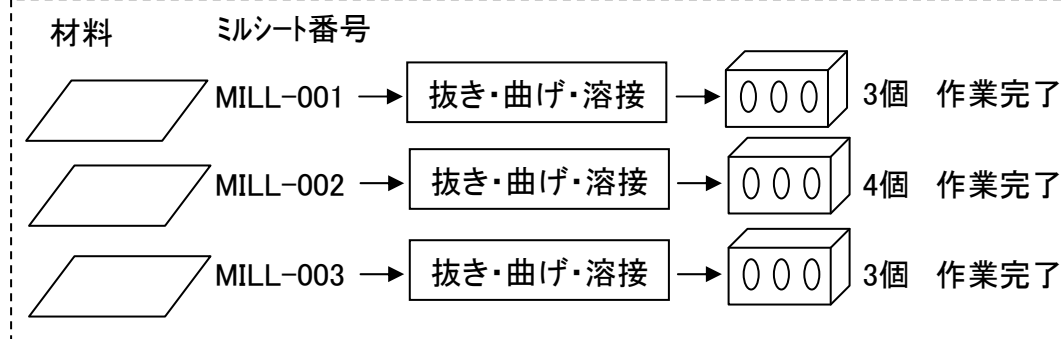 材料 ミルシート番号
MILL-001 抜き・曲げ・溶接 3個 作業完了
MILL-002 抜き・曲げ・溶接 4個 作業完了
MILL-003 抜き・曲げ・溶接 3個 作業完了